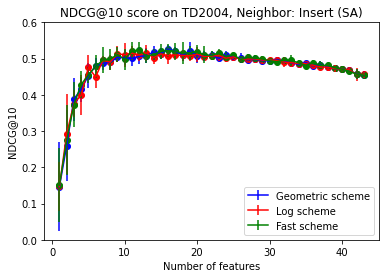 NDCG@10 score on TD2004, Neighbor: Insert (SA)
0.6
0.5
0.4
0.3
0.2
0.1
0.0
NDCG@10
Geometric scheme
Log scheme
Fast scheme
0 10 20 30 40
Number of features